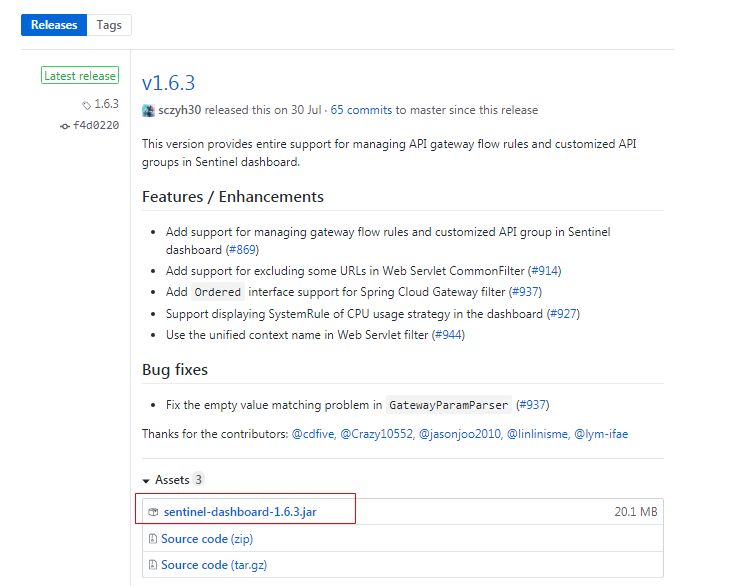 Releases Tags
Latest release
v1.6.3
1.6.3
sczyh30 released this on 30 Jul · 65 commits to master since this release
f4d0220
This version provides entire support for managing API gateway flow rules and customized API
groups in Sentinel dashboard.
Features / Enhancements
• Add support for managing gateway flow rules and customized API group in Sentinel
dashboard (#869)
• Add support for excluding some URLs in Web Servlet CommonFilter (#914)
• Add Ordered interface support for Spring Cloud Gateway filter (#937)
• Support displaying SystemRule of CPU usage strategy in the dashboard (#927)
• Use the unified context name in Web Servlet filter (#944)
Bug fixes
• Fix the empty value matching problem in GatewayParamParser (#937)
Thanks for the contributors: @cdfive, @Crazy10552, @jasonjoo2010, @linlinisme, @lym-ifae
Assets 3
sentinel-dashboard-1.6.3.jar 20.1 MB
Source code (zip)
Source code (tar.gz)